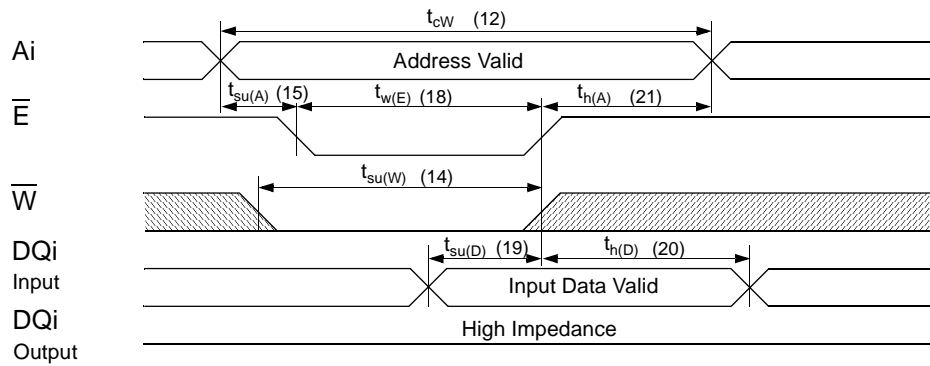 tcW (12)
Ai
Address Valid
tsu(A) (15) tw(E) (18) th(A) (21)
E̅
tsu(W) (14)
W̅
DQi
tsu(D) (19) th(D) (20)
Input
Input Data Valid
DQi
High Impedance
Output